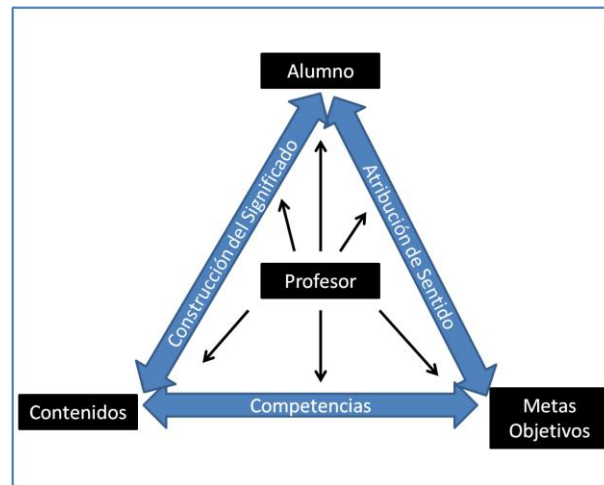 Alumno
Construcción del Significado
Atribución de Sentido
Profesor
Contenidos
Competencias
Metas
Objetivos